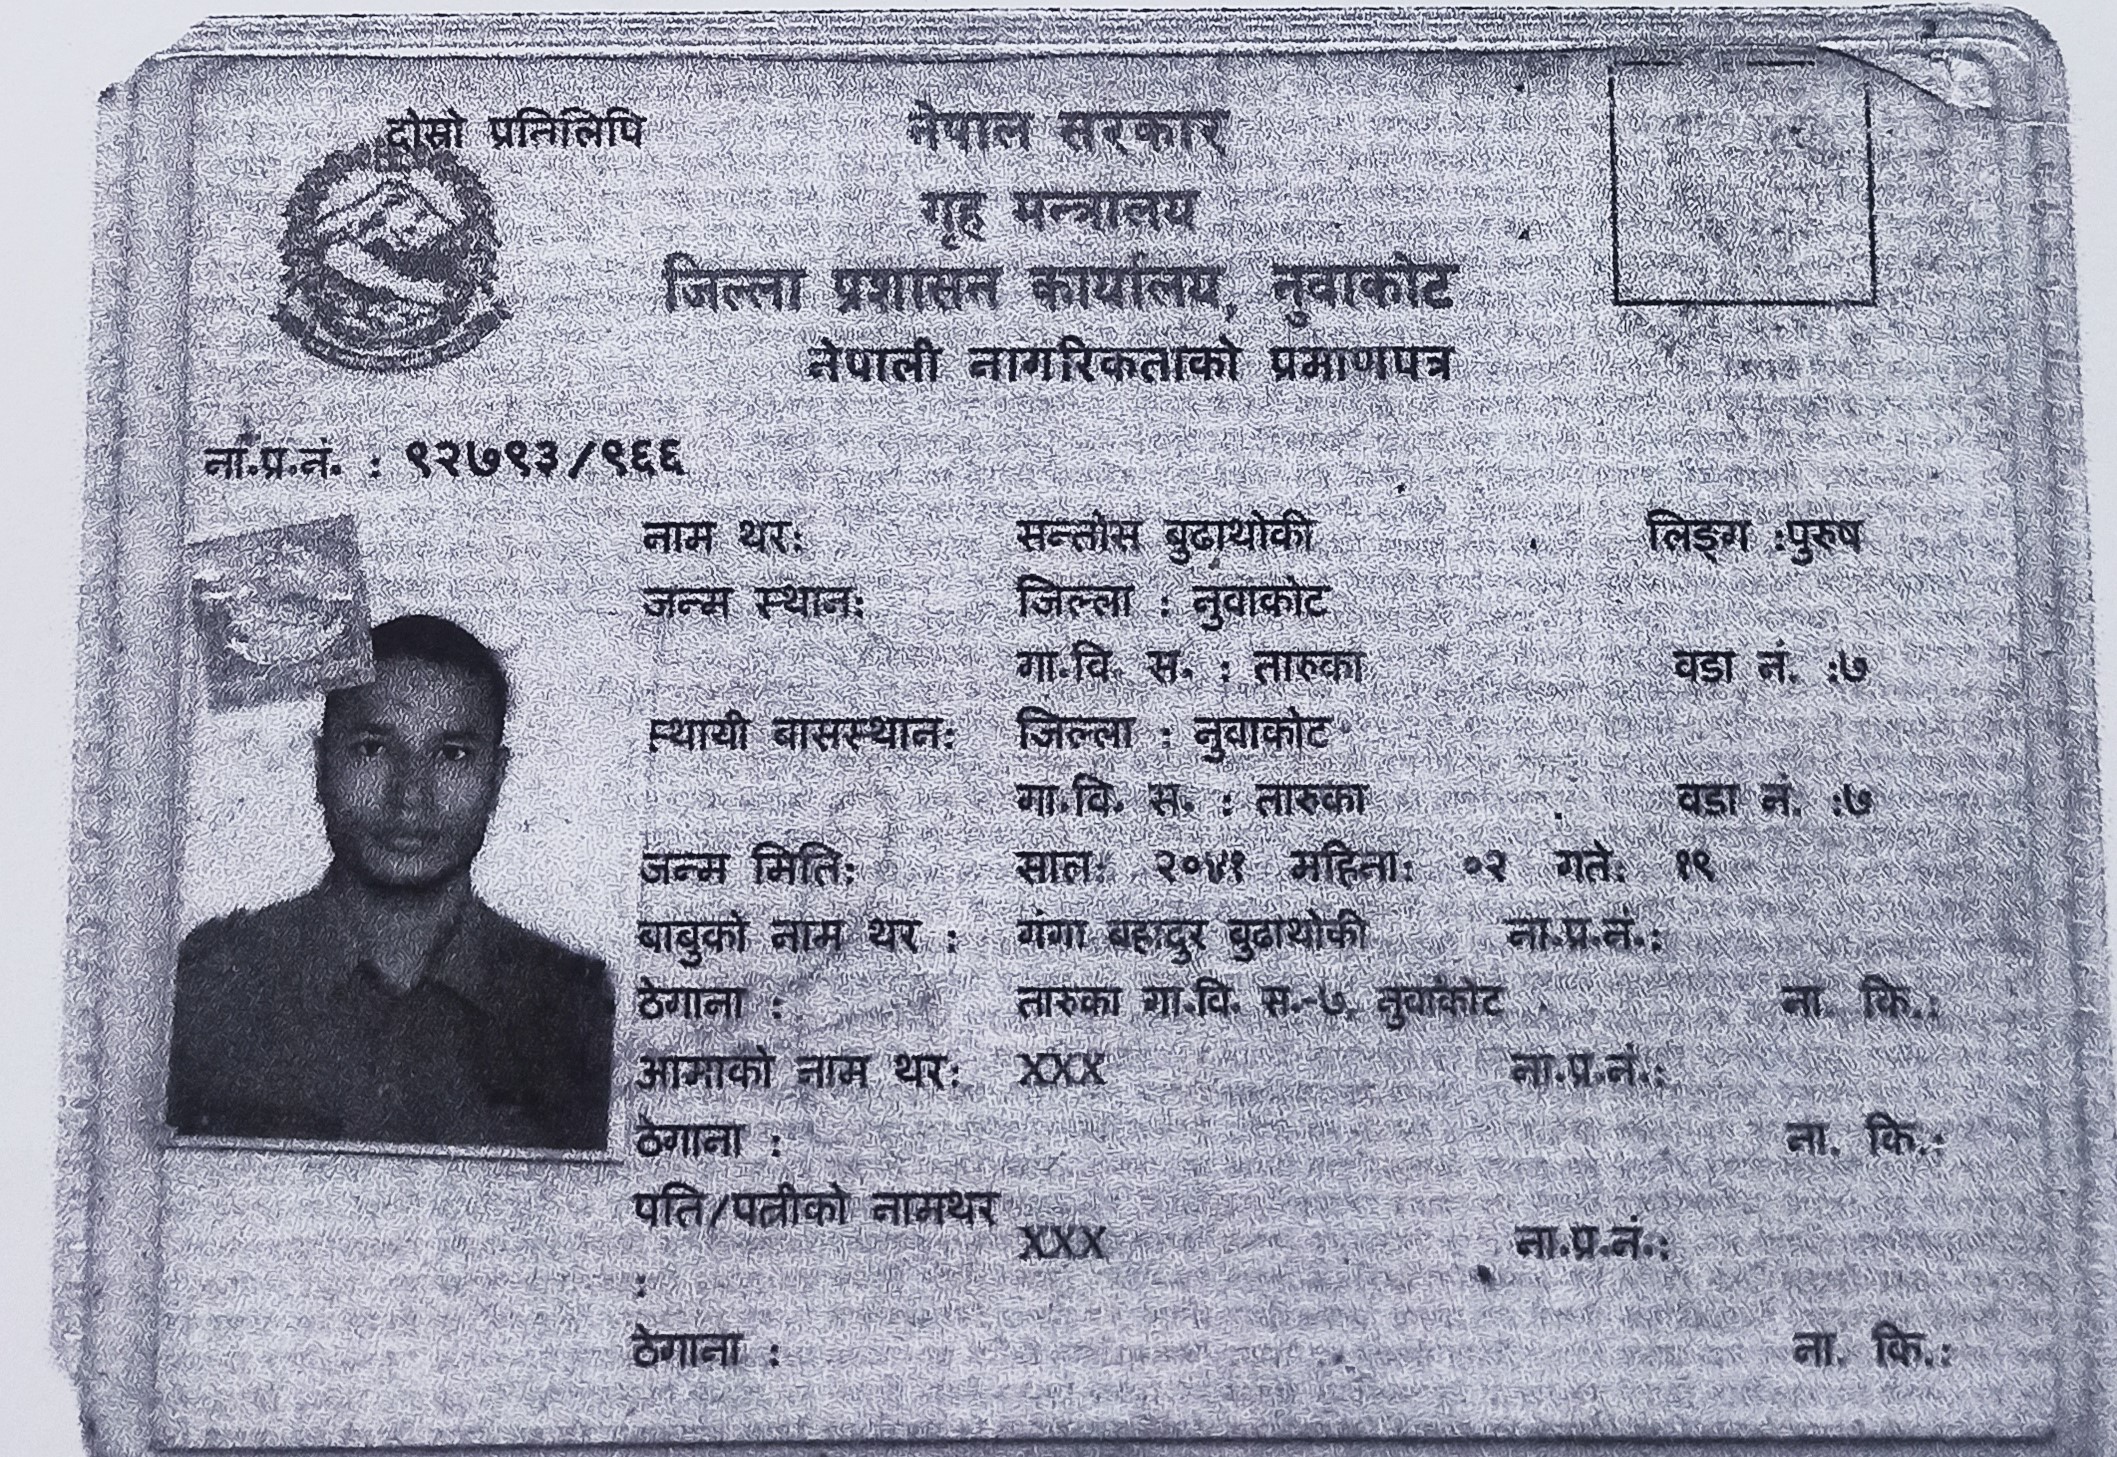 दोस्रो प्रतिलिपि
नेपाल सरकार
गृह मन्त्रालय
जिल्ला प्रशासन कार्यालय, नुवाकोट
नेपाली नागरिकताको प्रमाणपत्र
ना.प्र.नं. : ९२७९३/९६६
नाम थर: सन्तोस बुढाथोकी लिङ्ग :पुरुष
जन्म स्थान: जिल्ला : नुवाकोट
गा.वि. स. : तारुका वडा नं. :७
स्थायी बासस्थान: जिल्ला : नुवाकोट
गा.वि. स. : तारुका वडा नं. :७
जन्म मिति: साल: २०४१ महिना: ०२ गते: १९
बाबुको नाम थर : गंगा बहादुर बुढाथोकी ना.प्र.नं.:
ठेगाना : तारुका गा.वि. स.-७, नुवाकोट ना. कि.:
आमाको नाम थर: XXX ना.प्र.नं.:
ठेगाना : ना. कि.:
पति/पत्नीको नामथर
XXX ना.प्र.नं.:
:
ठेगाना : ना. कि.: